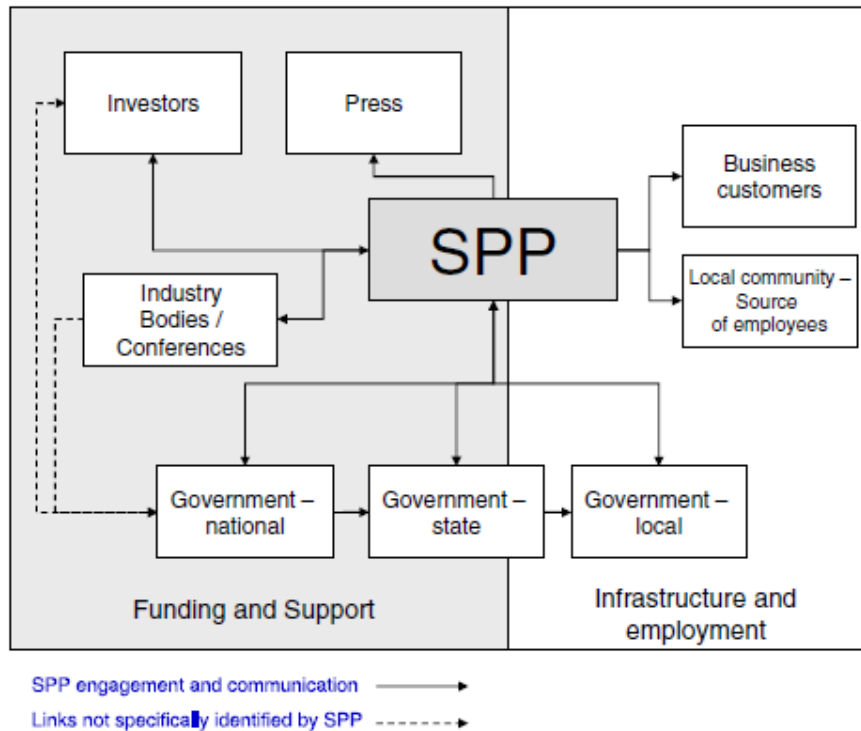 Investors
Press
Business
customers
SPP
Local community –
Source
of employees
Industry
Bodies /
Conferences
Government –
national
Government –
state
Government –
local
Funding and Support
Infrastructure and
employment
SPP engagement and communication
Links not specifically identified by SPP